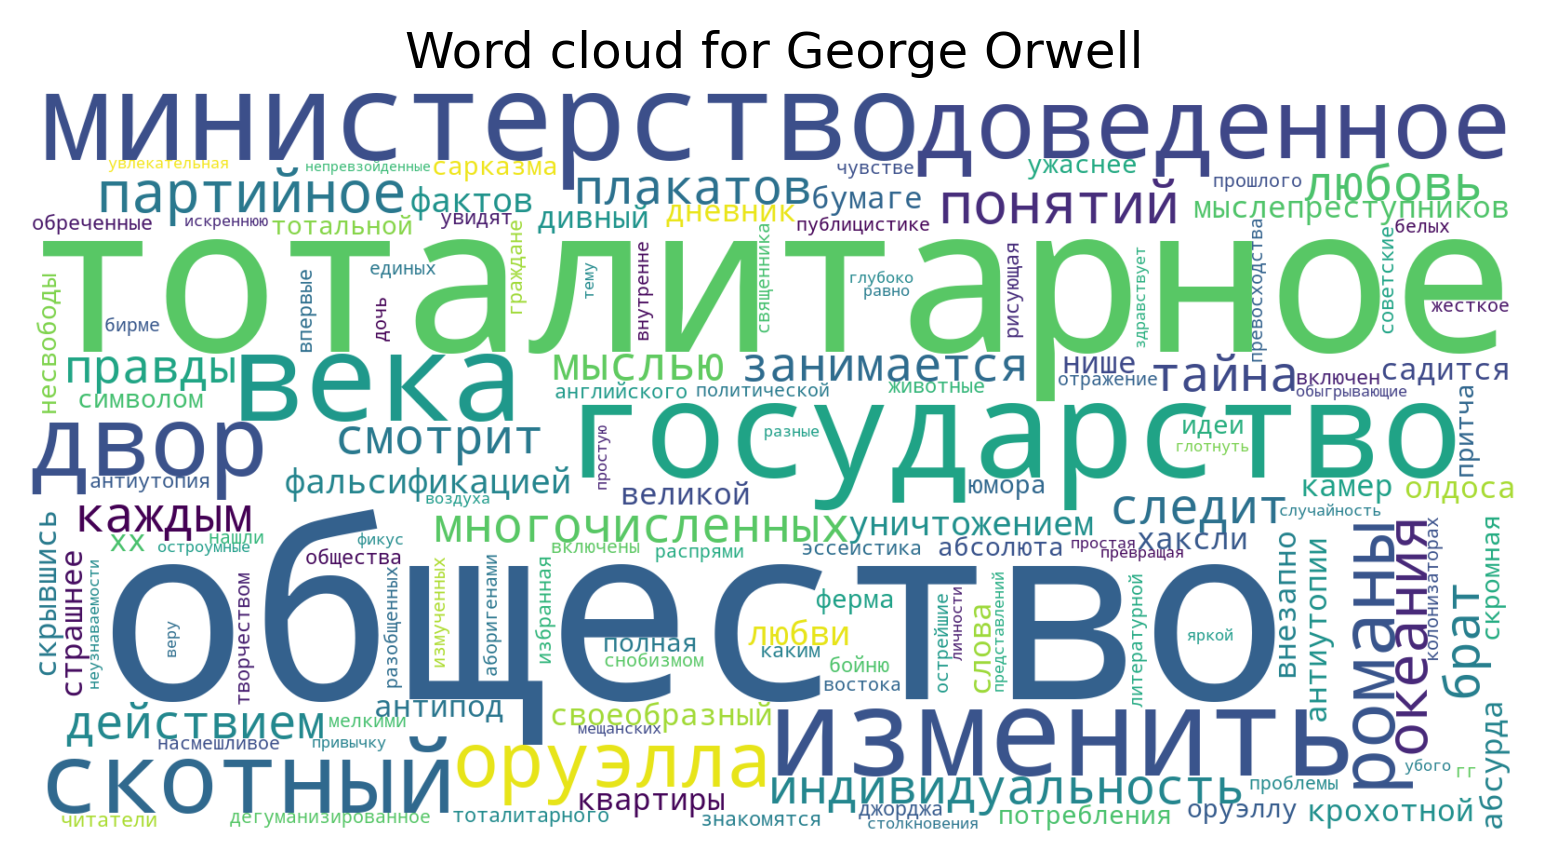 Word cloud for George Orwell
министерство доведенное
увлекательная непревзойденные сарказма чувстве ужаснее
партийное фактов плакатов бумаге понятий прошлого любовь
обреченные искреннюю тотальной увидят дивный дневник публицистике мыслепреступников белых
тоталитарное
несвободы бирме впервые дочь единых граждане тему внутренне священника глубоко равно рисующая здравствует превосходства советские жесткое
правды века мыслью занимается нише тайна включен садится
символом английского политической животные отражение обыгрывающие
двор смотрит государство идеи притча
простую разные глотнуть
антиутопия фальсификацией великой юмора камер олдоса
воздуха случайность
каждым многочисленных уничтожением следит
скрывшись хх остроумные нашли фикус включены распрями эссеистика абсолюта простая превращая хаксли
общества
общество
страшнее неузнаваемости веру творчеством разобщенных измученных аборигенами избранная
ферма острейшие личности слова представлений литературной яркой внезапно антиутопии романы океания колонизаторах брат скромная
полная любви каким
снобизмом бойню
востока
действием мелкими антипод своеобразный изменить
насмешливое привычку мещанских
скотный оруэлла индивидуальность проблемы убого гг абсурда
квартиры джорджа оруэллу крохотной
читатели дегуманизированное тоталитарного знакомятся столкновения потребления